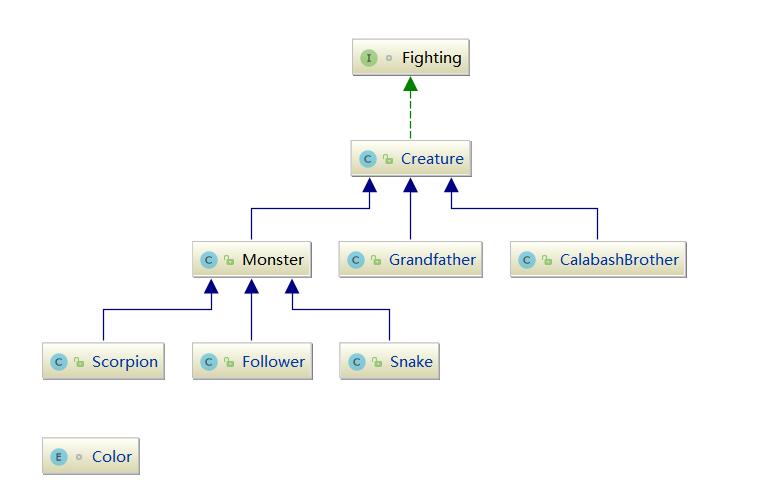 I Fighting
C Creature
C Monster
C Grandfather
C CalabashBrother
C Scorpion
C Follower
C Snake
E Color